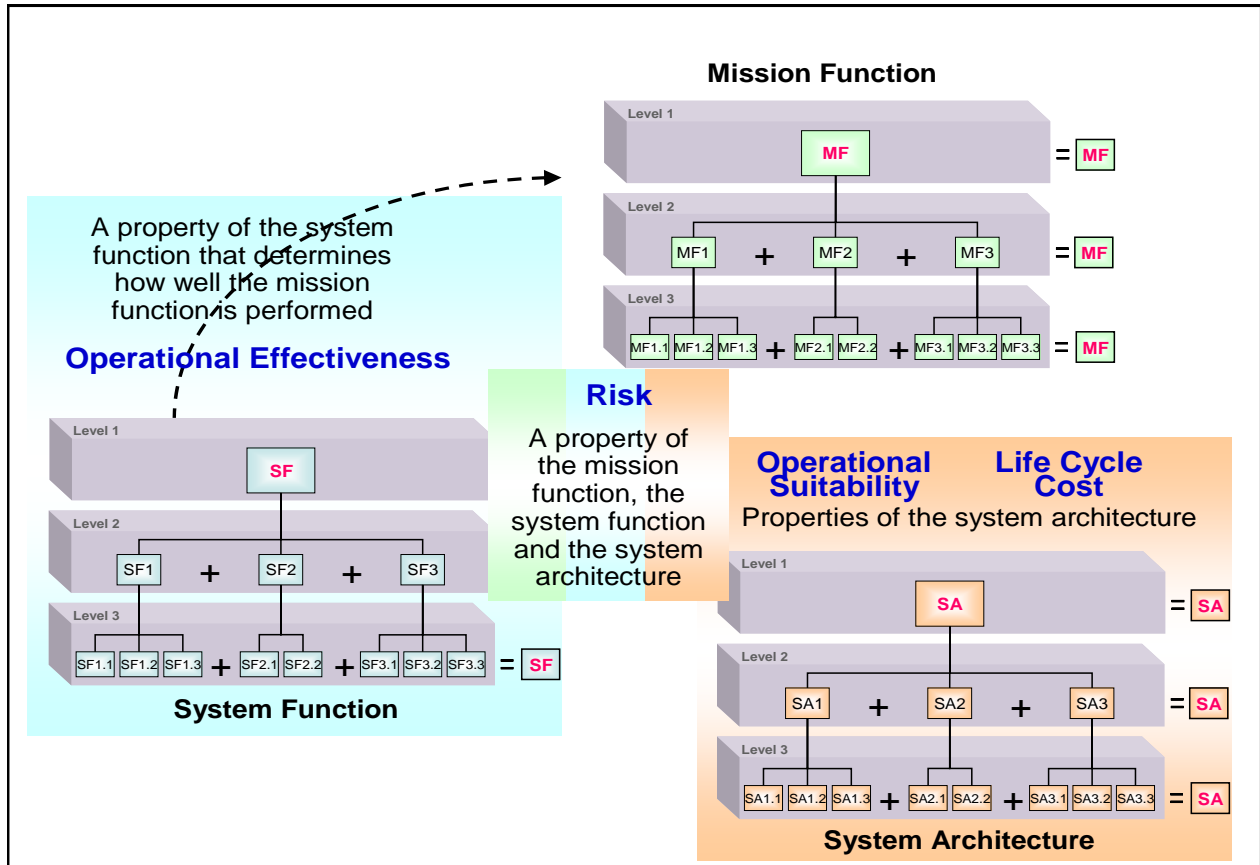 Mission Function
Level 1
MF
= MF
Level 2
MF1 + MF2 + MF3 = MF
Level 3
MF1.1 MF1.2 MF1.3 + MF2.1 MF2.2 + MF3.1 MF3.2 MF3.3 = MF
A property of the system
function that determines
how well the mission
function is performed
Operational Effectiveness
Level 1
SF
Level 2
SF1 + SF2 + SF3
Level 3
SF1.1 SF1.2 SF1.3 + SF2.1 SF2.2 + SF3.1 SF3.2 SF3.3 = SF
System Function
Risk
A property of
the mission
function, the
system function
and the system
architecture
Operational
Suitability
Life Cycle
Cost
Properties of the system architecture
Level 1
SA
= SA
Level 2
SA1 + SA2 + SA3 = SA
Level 3
SA1.1 SA1.2 SA1.3 + SA2.1 SA2.2 + SA3.1 SA3.2 SA3.3 = SA
System Architecture